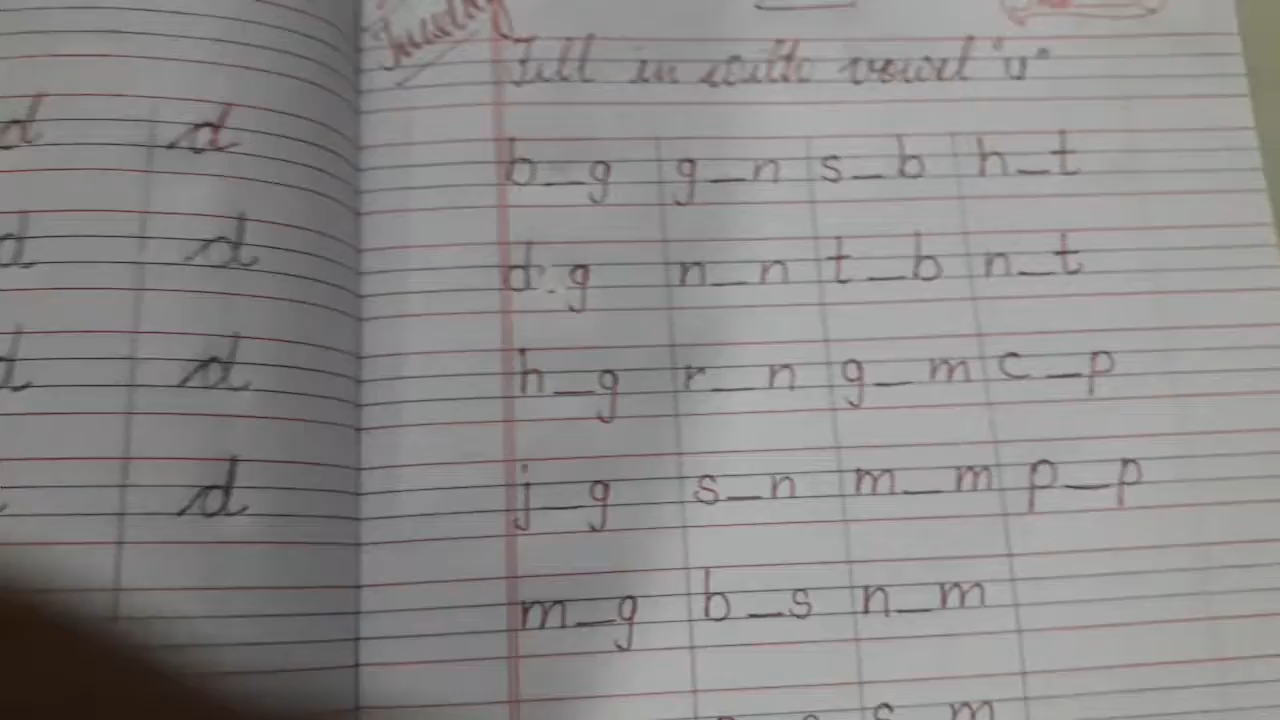 d d
d d
d d
d
Fill in with vowel "u"
b_g g_n s_b h_t
d_g n_n t_b n_t
h_g r_n g_m c_p
j_g s_n m_m p_p
m_g b_s n_m
s m